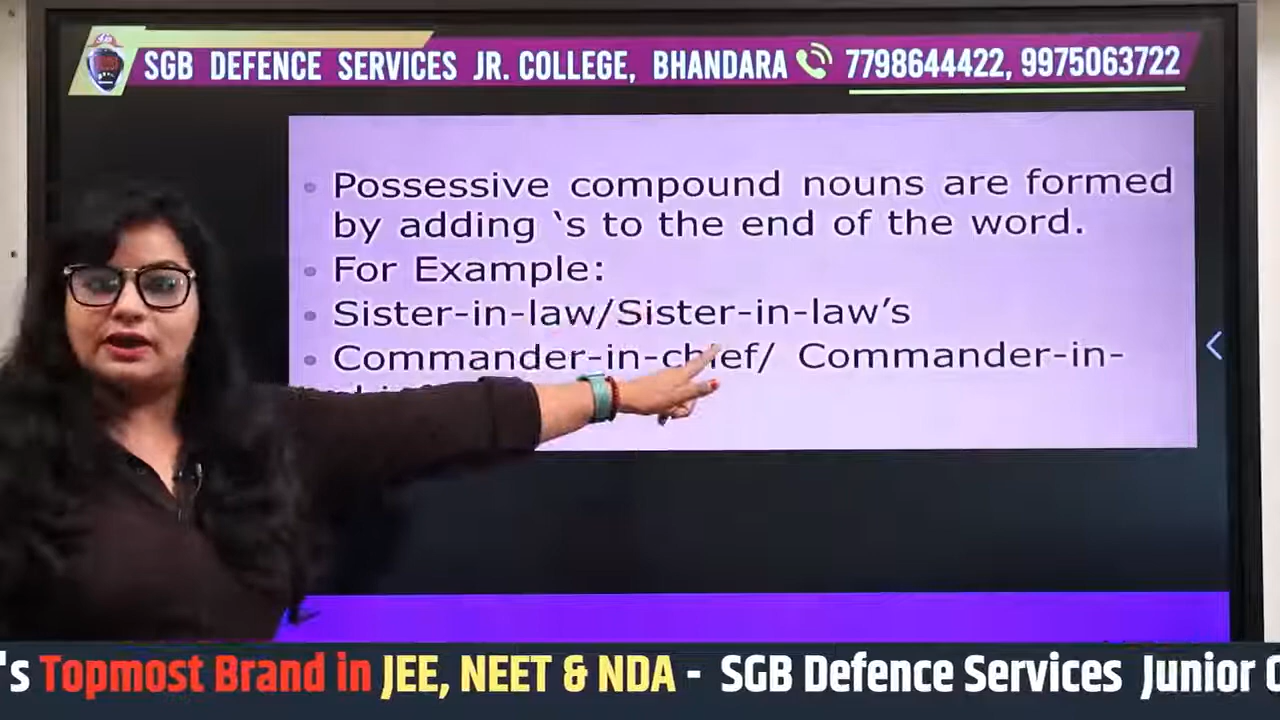 SGB DEFENCE SERVICES JR. COLLEGE, BHANDARA 7798644422, 9975063722
• Possessive compound nouns are formed
by adding ‘s to the end of the word.
• For Example:
• Sister-in-law/Sister-in-law’s
• Commander-in-chief/ Commander-in-
's Topmost Brand in JEE, NEET & NDA - SGB Defence Services Junior